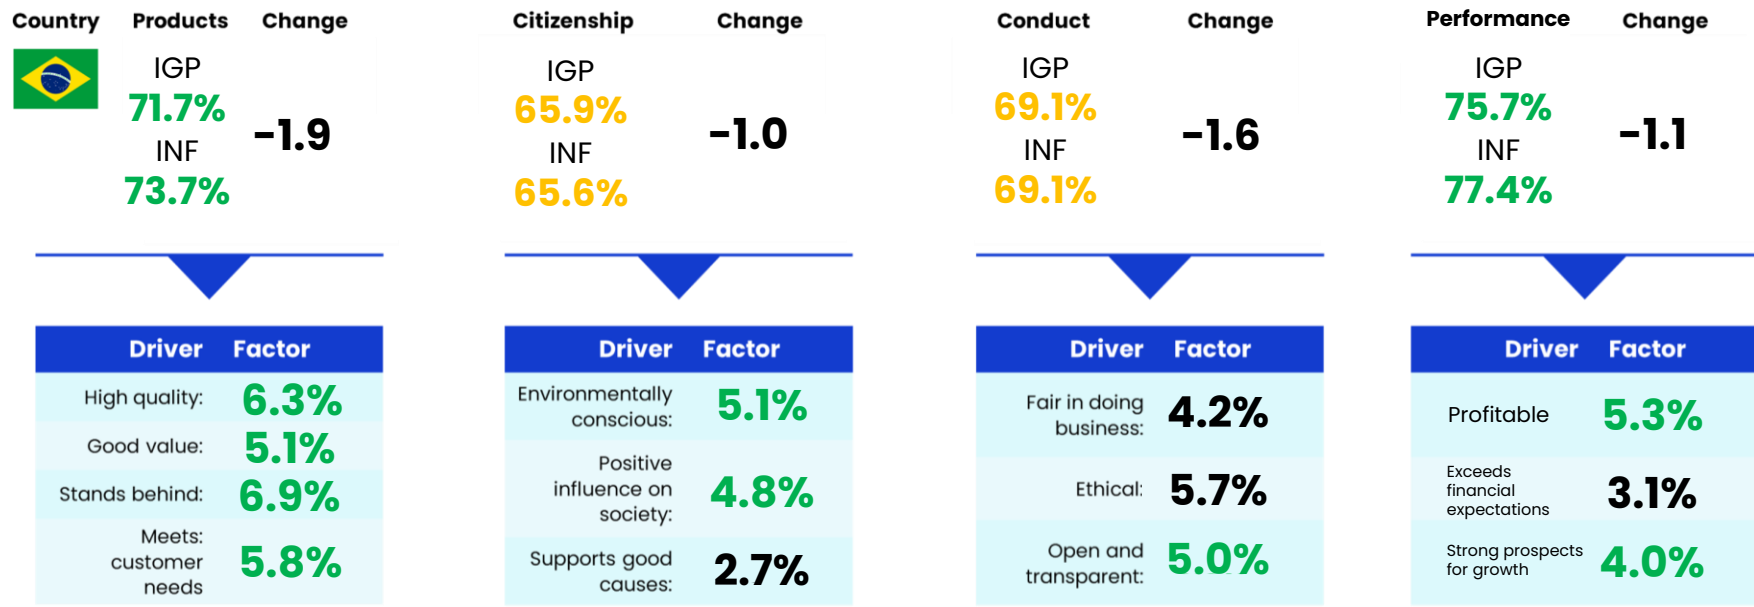 Country Products Change
IGP
71.7%
INF
73.7%
-1.9
Citizenship Change
IGP
65.9%
INF
65.6%
-1.0
Conduct Change
IGP
69.1%
INF
69.1%
-1.6
Performance Change
IGP
75.7%
INF
77.4%
-1.1
Driver Factor
High quality: 6.3%
Good value: 5.1%
Stands behind: 6.9%
Meets:
customer
needs
5.8%
Driver Factor
Environmentally
conscious:
5.1%
Positive
influence on
society:
4.8%
Supports good
causes:
2.7%
Driver Factor
Fair in doing
business:
4.2%
Ethical: 5.7%
Open and
transparent:
5.0%
Driver Factor
Profitable 5.3%
Exceeds
financial
expectations
3.1%
Strong prospects
for growth
4.0%